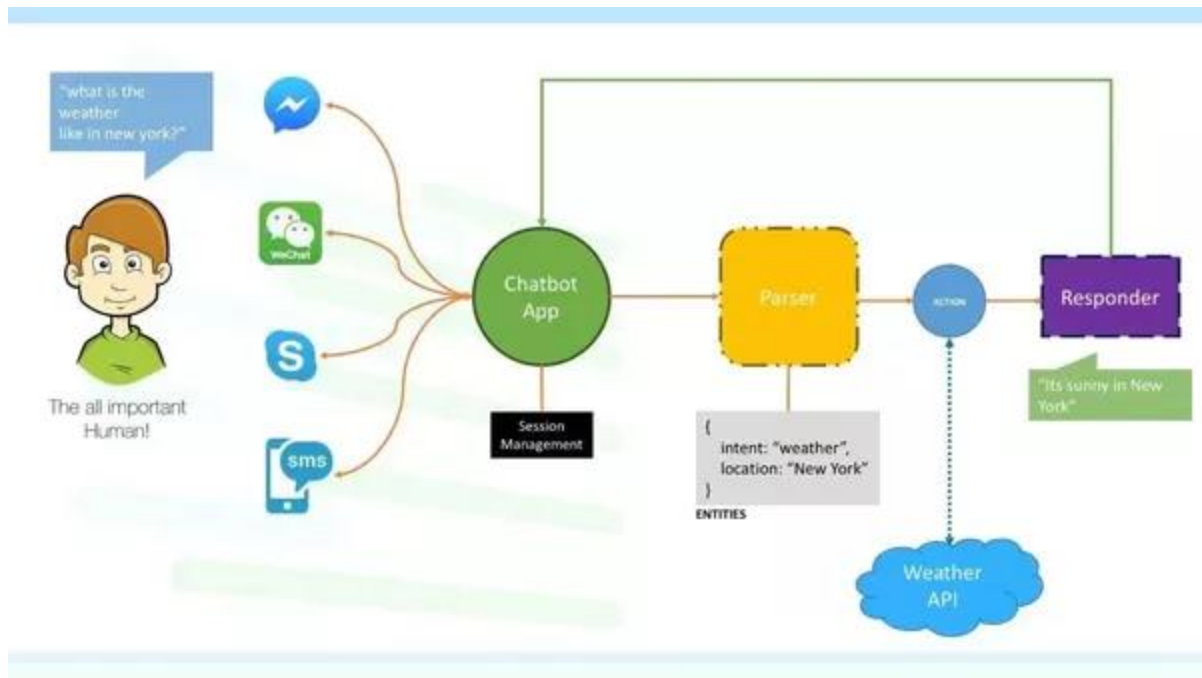 "what is the
weather
like in new york?"
The all important
Human!
WeChat
S
sms
Chatbot
App
Session
Management
Parser
{
intent: "weather",
location: "New York"
}
ENTITIES
ACTION
Weather
API
Responder
"Its sunny in New
York"